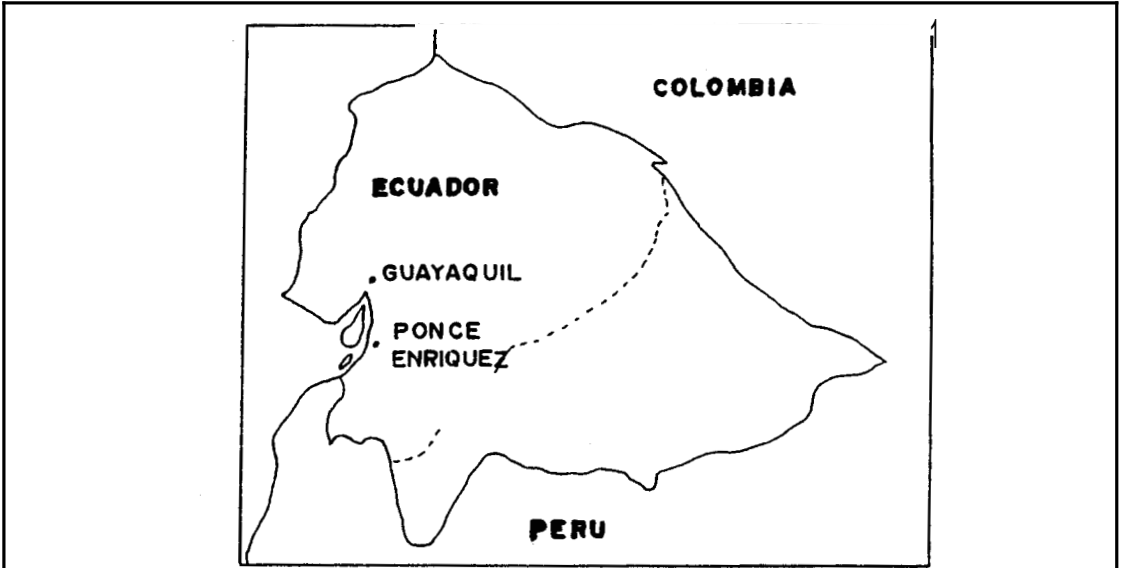 COLOMBIA
ECUADOR
GUAYAQUIL
PONCE
ENRIQUEZ
PERU